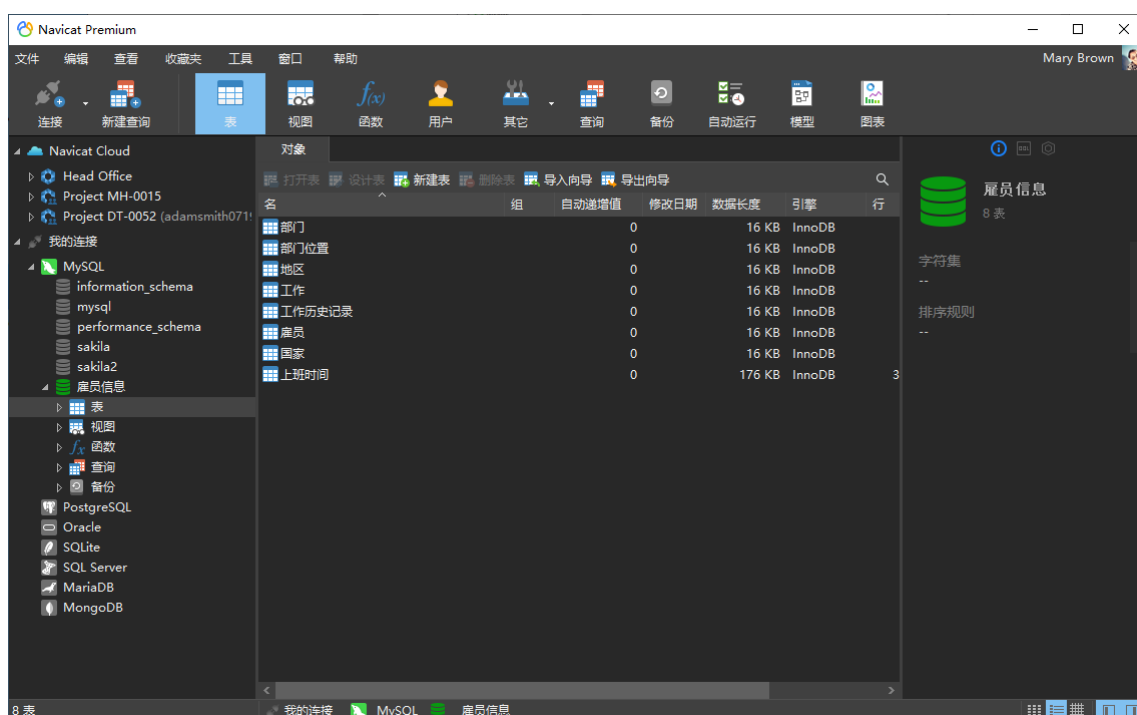 Navicat Premium
文件 编辑 查看 收藏夹 工具 窗口 帮助 Mary Brown
连接 新建查询 表 视图 f(x) 函数 用户 其它 查询 备份 自动运行 模型 图表
Navicat Cloud
Head Office
Project MH-0015
Project DT-0052 (adamsmith071
我的连接
MySQL
information_schema
mysql
performance_schema
sakila
sakila2
雇员信息
表
视图
fx 函数
查询
备份
PostgreSQL
Oracle
SQLite
SQL Server
MariaDB
MongoDB
对象
打开表 设计表 新建表 删除表 导入向导 导出向导
名 组 自动递增值 修改日期 数据长度 引擎 行
部门 0 16 KB InnoDB
部门位置 0 16 KB InnoDB
地区 0 16 KB InnoDB
工作 0 16 KB InnoDB
工作历史记录 0 16 KB InnoDB
雇员 0 16 KB InnoDB
国家 0 16 KB InnoDB
上班时间 0 176 KB InnoDB 3
雇员信息
8 表
字符集
--
排序规则
--
8 表 我的连接 MySQL 雇员信息